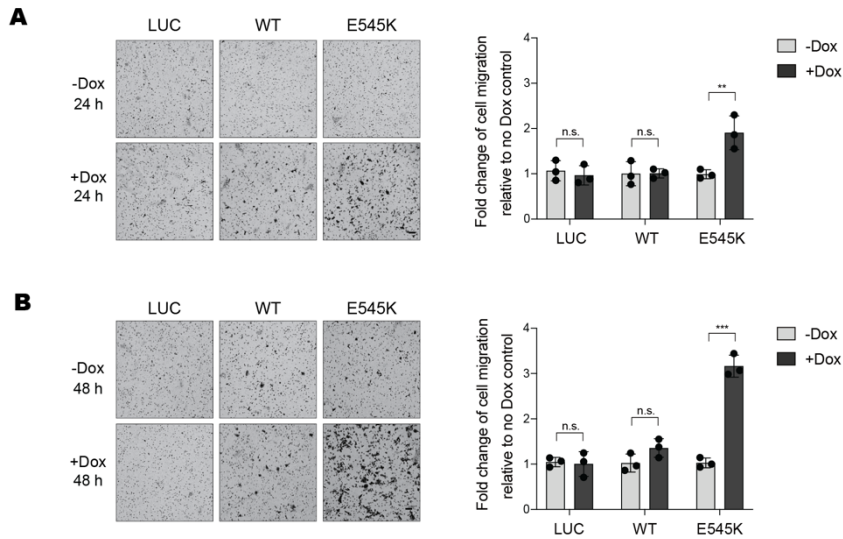 A
LUC WT E545K
-Dox
24 h
+Dox
24 h
Fold change of cell migration
relative to no Dox control
4
3
2
1
0
n.s.
n.s.
**
LUC WT E545K
-Dox
+Dox
B
LUC WT E545K
-Dox
48 h
+Dox
48 h
Fold change of cell migration
relative to no Dox control
4
3
2
1
0
n.s.
n.s.
***
LUC WT E545K
-Dox
+Dox